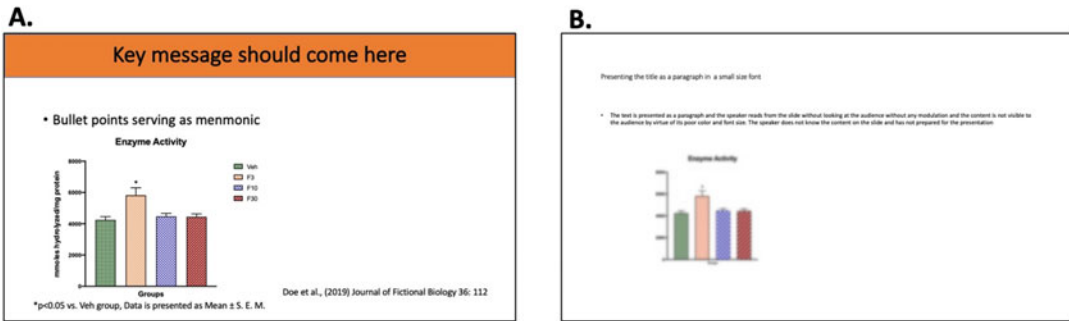 A.
Key message should come here
• Bullet points serving as menmonic
Enzyme Activity
8000
6000
4000
2000
0
mmoles hydrolyzed/mg protein
*
Veh
F3
F10
F30
Groups
*p<0.05 vs. Veh group, Data is presented as Mean ± S. E. M.
Doe et al., (2019) Journal of Fictional Biology 36: 112
B.
Presenting the title as a paragraph in a small size font
• The text is presented as a paragraph and the speaker reads from the slide without looking at the audience without any modulation and the content is not visible to
the audience by virtue of its poor color and font size. The speaker does not know the content on the slide and has not prepared for the presentation
Enzyme Activity